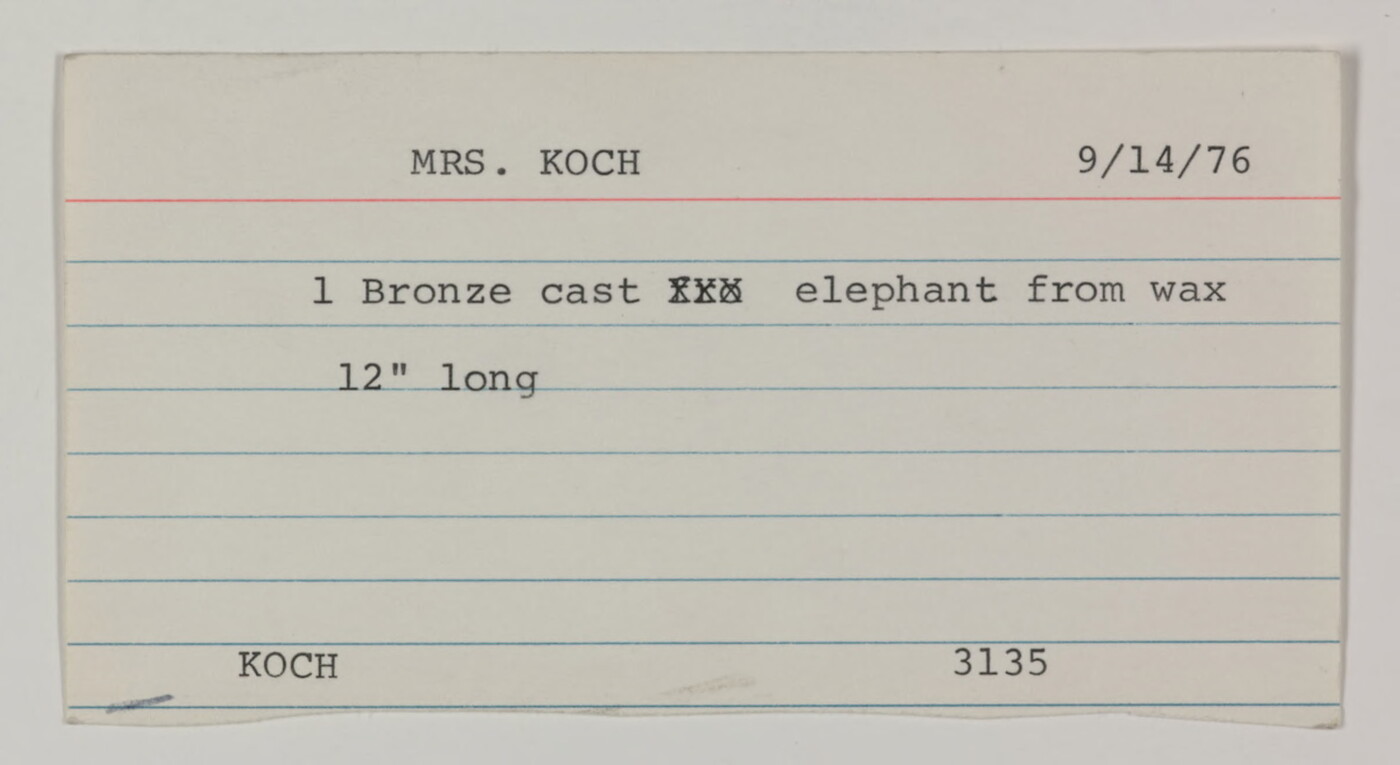 MRS. KOCH 9/14/76
1 Bronze cast elephant from wax
12" long
KOCH 3135